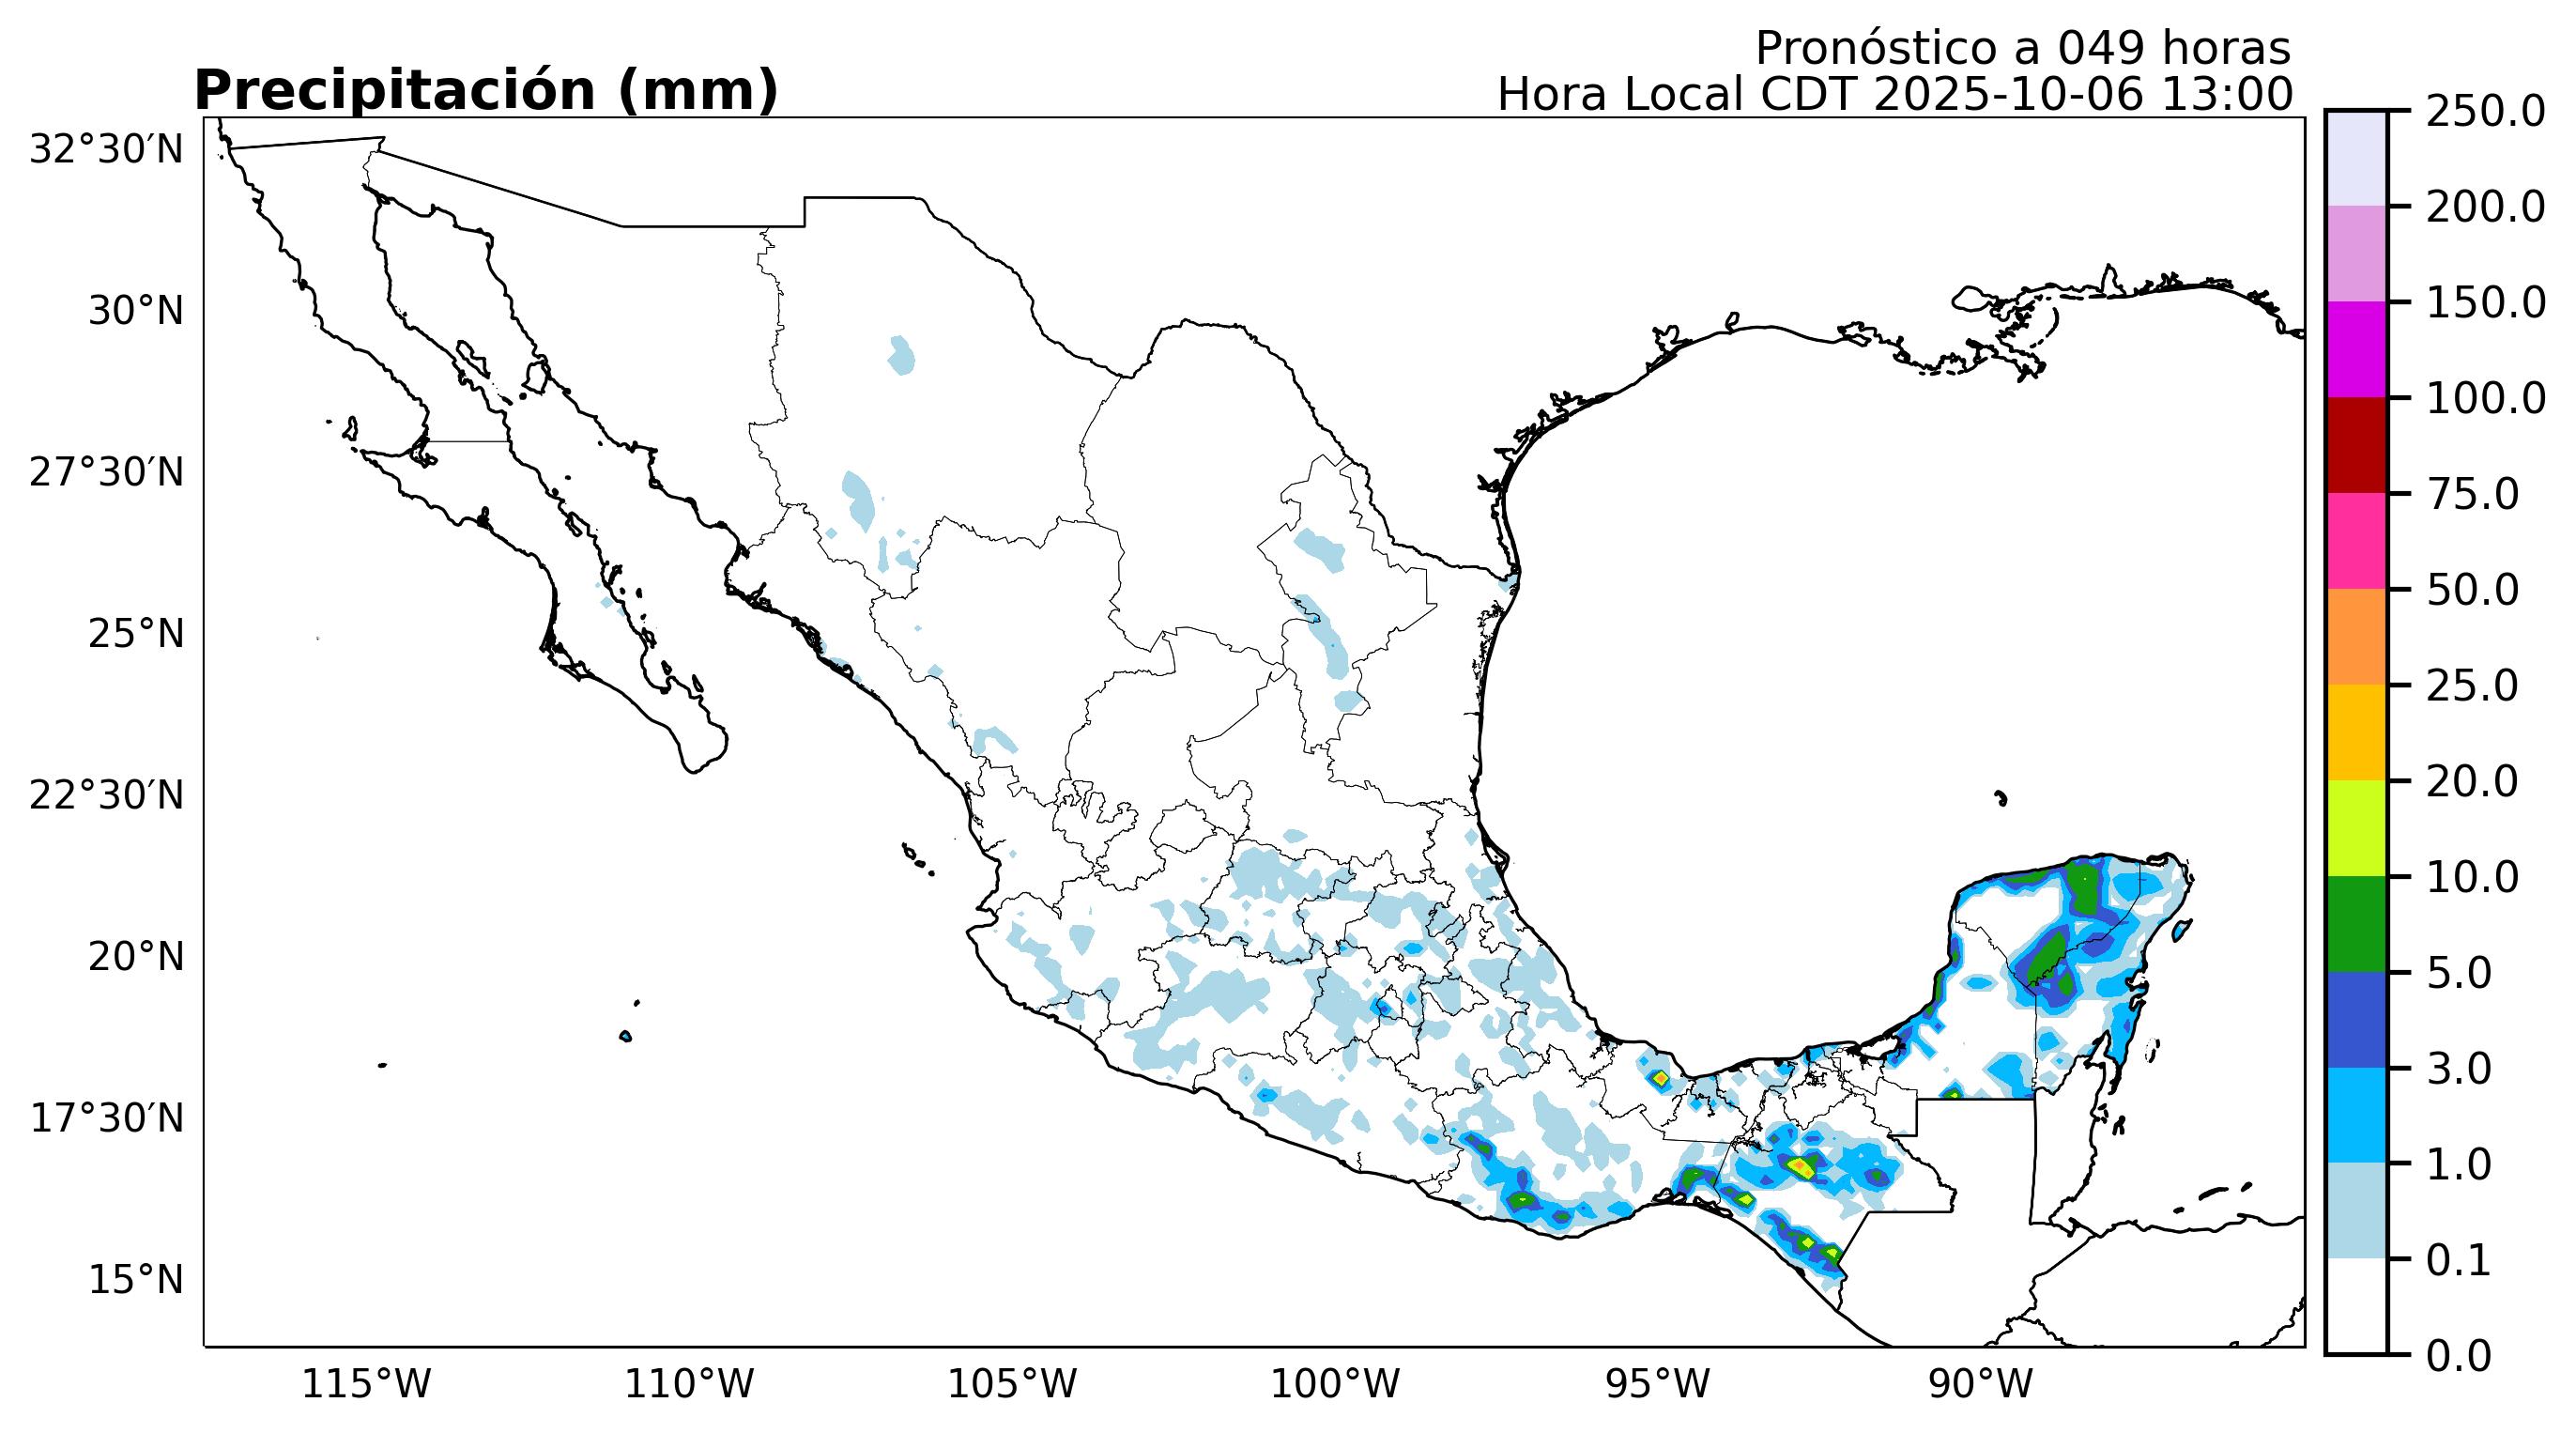 Pronóstico a 049 horas
Precipitación (mm)
Hora Local CDT 2025-10-06 13:00
32°30′N
30°N
27°30′N
25°N
22°30′N
20°N
17°30′N
15°N
115°W
110°W
105°W
100°W
95°W
90°W
250.0
200.0
150.0
100.0
75.0
50.0
25.0
20.0
10.0
5.0
3.0
1.0
0.1
0.0